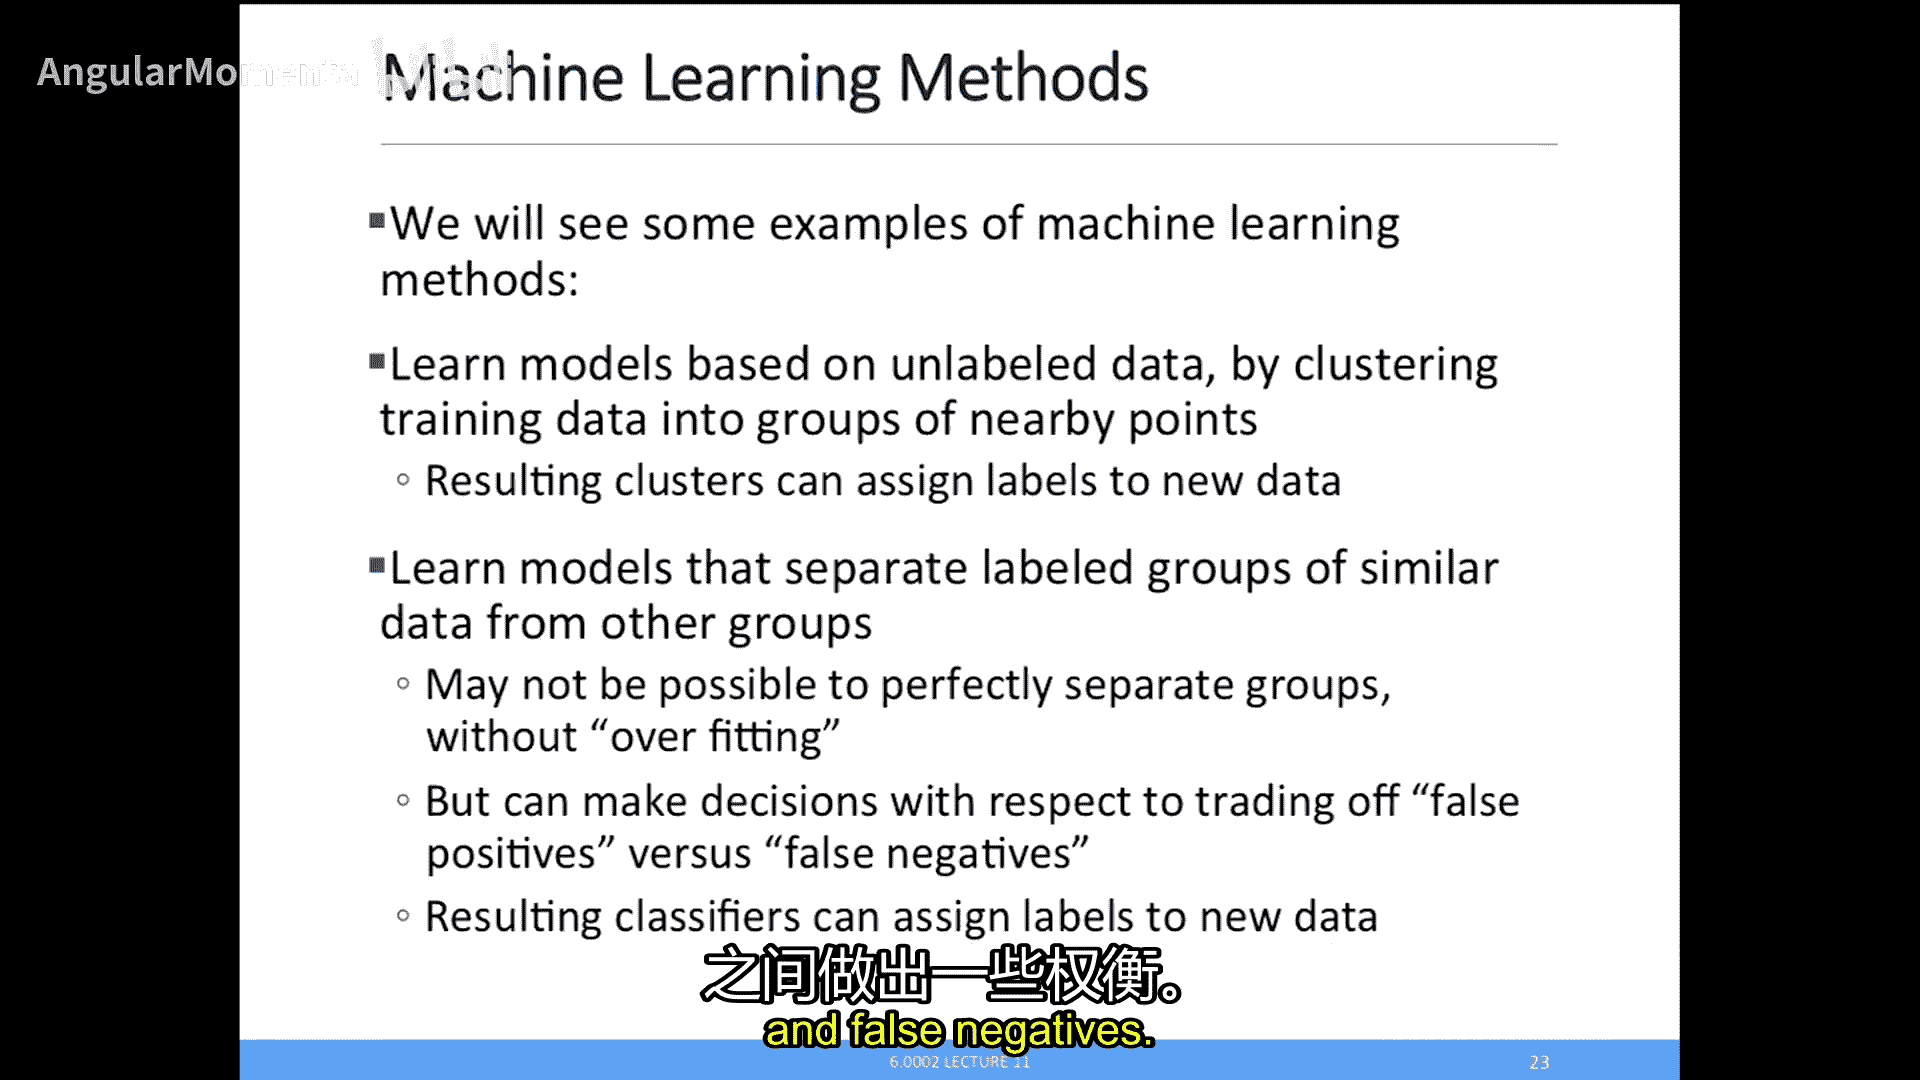 AngularMomenta
Machine Learning Methods
▪We will see some examples of machine learning
methods:
▪Learn models based on unlabeled data, by clustering
training data into groups of nearby points
◦ Resulting clusters can assign labels to new data
▪Learn models that separate labeled groups of similar
data from other groups
◦ May not be possible to perfectly separate groups,
without “over fitting”
◦ But can make decisions with respect to trading off “false
positives” versus “false negatives”
◦ Resulting classifiers can assign labels to new data
之间做出一些权衡。
and false negatives.
6.0002 LECTURE 11
23